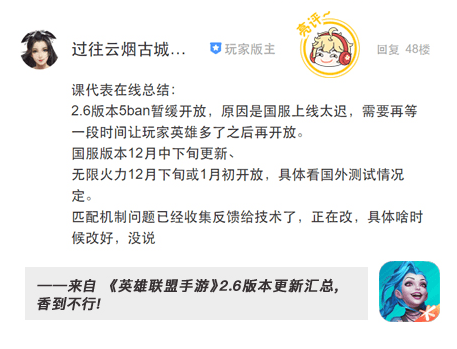 亮评~
过往云烟古城... 玩家版主 回复 48楼
课代表在线总结：
2.6版本5ban暂缓开放，原因是国服上线太迟，需要再等
一段时间让玩家英雄多了之后再开放。
国服版本12月中下旬更新、
无限火力12月下旬或1月初开放，具体看国外测试情况
定。
匹配机制问题已经收集反馈给技术了，正在改，具体啥时
候改好，没说
——来自 《英雄联盟手游》2.6版本更新汇总，
香到不行！